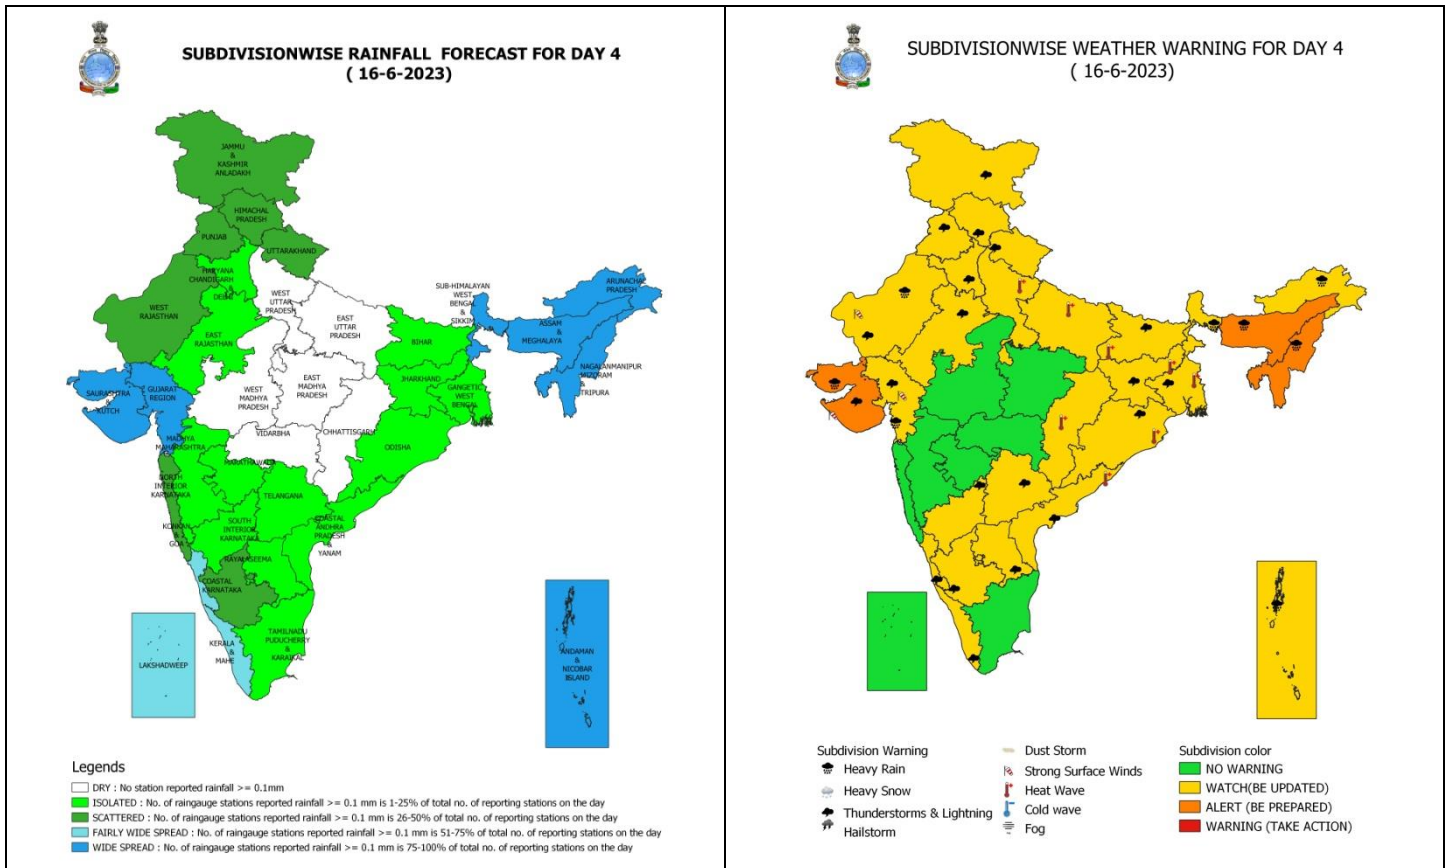 SUBDIVISIONWISE RAINFALL FORECAST FOR DAY 4
( 16-6-2023)
JAMMU
&
KASHMIR
ANLADAKH
HIMACHAL
PRADESH
PUNJAB
UTTARAKHAND
HARYANA
CHANDIGARH
&
DELHI
WEST
RAJASTHAN
WEST
UTTAR
PRADESH
EAST
UTTAR
PRADESH
EAST
RAJASTHAN
SUB-HIMALAYAN
WEST
BENGAL
&
SIKKIM
ARUNACHAL
PRADESH
ASSAM
&
MEGHALAYA
NAGALANMANIPUR
MIZORAM
&
TRIPURA
BIHAR
JHARKHAND
GANGETIC
WEST
BENGAL
SAURASHTRA
&
KUTCH
GUJARAT
REGION
WEST
MADHYA
PRADESH
EAST
MADHYA
PRADESH
VIDARBHA
CHHATTISGARH
ODISHA
MADHYA
MAHARASHTRA
MARATHAWADA
NORTH
INTERIOR
KARNATAKA
TELANGANA
KONKAN
&
GOA
SOUTH
INTERIOR
KARNATAKA
COASTAL
ANDHRA
PRADESH
&
YANAM
RAYALASEEMA
COASTAL
KARNATAKA
KERALA
&
MAHE
TAMILNADU
PUDUCHERRY
&
KARAIKAL
LAKSHADWEEP
ANDAMAN
&
NICOBAR
ISLAND
Legends
DRY : No station reported rainfall >= 0.1mm
ISOLATED : No. of raingauge stations reported rainfall >= 0.1 mm is 1-25% of total no. of reporting stations on the day
SCATTERED : No. of raingauge stations reported rainfall >= 0.1 mm is 26-50% of total no. of reporting stations on the day
FAIRLY WIDE SPREAD : No. of raingauge stations reported rainfall >= 0.1 mm is 51-75% of total no. of reporting stations on the day
WIDE SPREAD : No. of raingauge stations reported rainfall >= 0.1 mm is 75-100% of total no. of reporting stations on the day
SUBDIVISIONWISE WEATHER WARNING FOR DAY 4
( 16-6-2023)
Subdivision Warning
Heavy Rain
Heavy Snow
Thunderstorms & Lightning
Hailstorm
Dust Storm
Strong Surface Winds
Heat Wave
Cold wave
Fog
Subdivision color
NO WARNING
WATCH(BE UPDATED)
ALERT (BE PREPARED)
WARNING (TAKE ACTION)